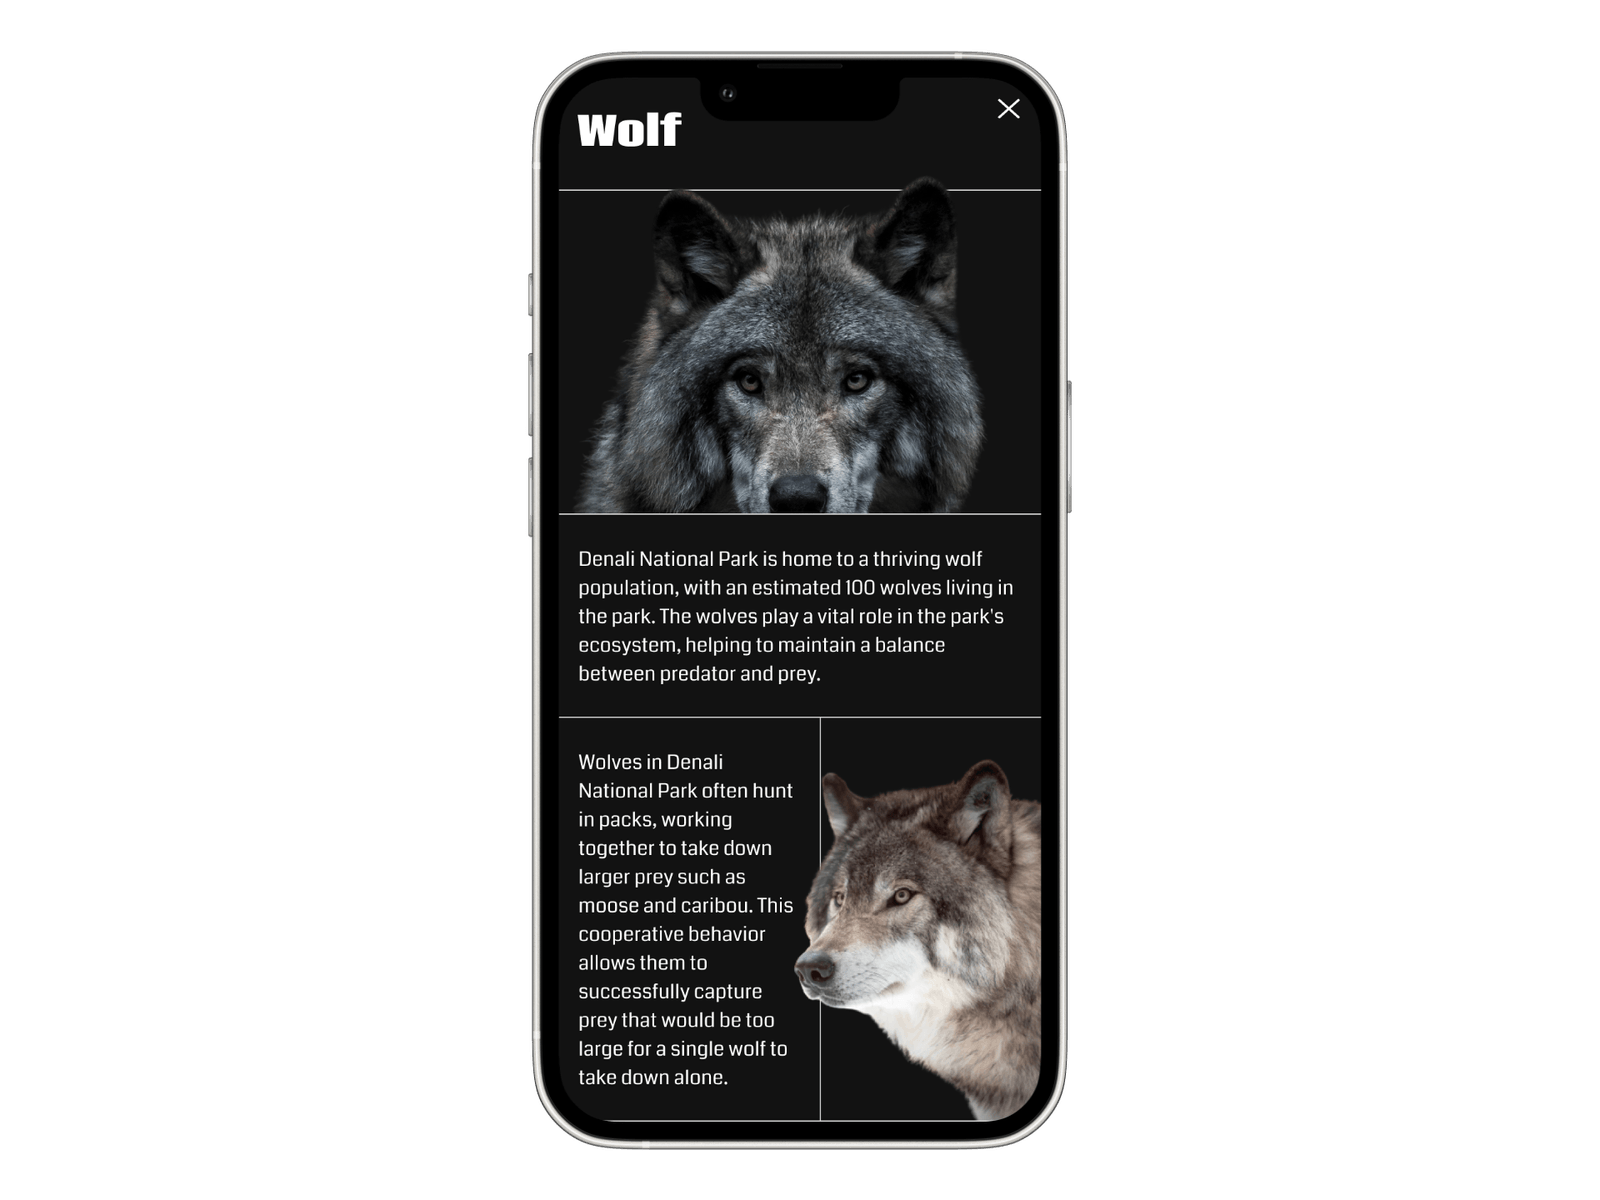 Wolf
Denali National Park is home to a thriving wolf
population, with an estimated 100 wolves living in
the park. The wolves play a vital role in the park's
ecosystem, helping to maintain a balance
between predator and prey.
Wolves in Denali
National Park often hunt
in packs, working
together to take down
larger prey such as
moose and caribou. This
cooperative behavior
allows them to
successfully capture
prey that would be too
large for a single wolf to
take down alone.